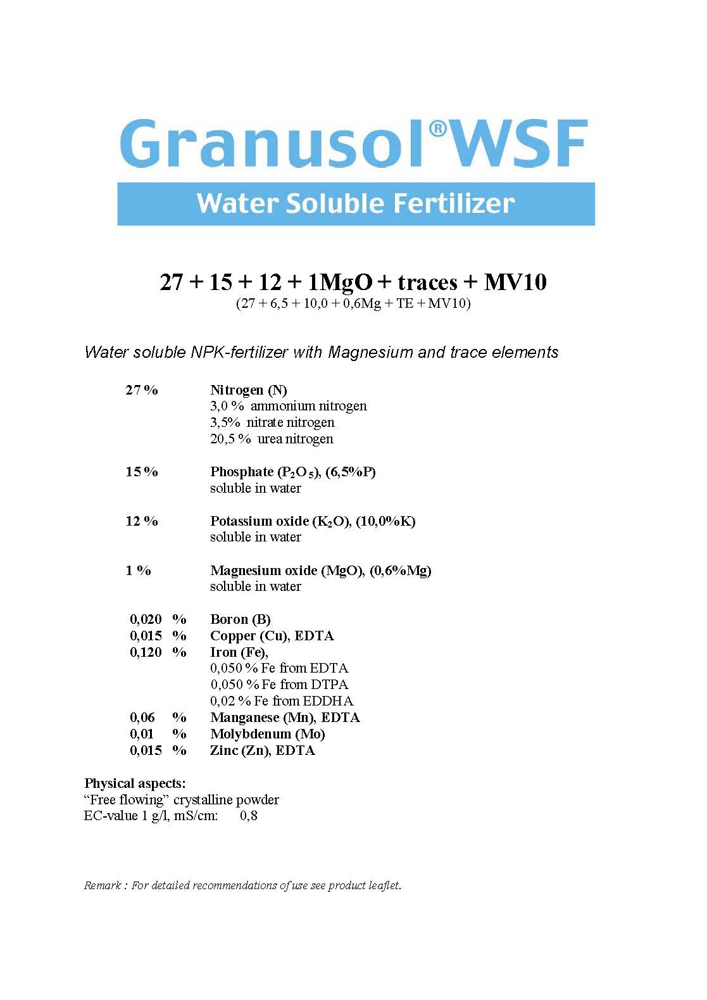 Granusol®WSF
Water Soluble Fertilizer
27 + 15 + 12 + 1MgO + traces + MV10
(27 + 6,5 + 10,0 + 0,6Mg + TE + MV10)
Water soluble NPK-fertilizer with Magnesium and trace elements
27 % Nitrogen (N)
3,0 % ammonium nitrogen
3,5% nitrate nitrogen
20,5 % urea nitrogen
15 % Phosphate (P₂O₅), (6,5%P)
soluble in water
12 % Potassium oxide (K₂O), (10,0%K)
soluble in water
1 % Magnesium oxide (MgO), (0,6%Mg)
soluble in water
0,020 % Boron (B)
0,015 % Copper (Cu), EDTA
0,120 % Iron (Fe),
0,050 % Fe from EDTA
0,050 % Fe from DTPA
0,02 % Fe from EDDHA
0,06 % Manganese (Mn), EDTA
0,01 % Molybdenum (Mo)
0,015 % Zinc (Zn), EDTA
Physical aspects:
“Free flowing” crystalline powder
EC-value 1 g/l, mS/cm: 0,8
Remark : For detailed recommendations of use see product leaflet.